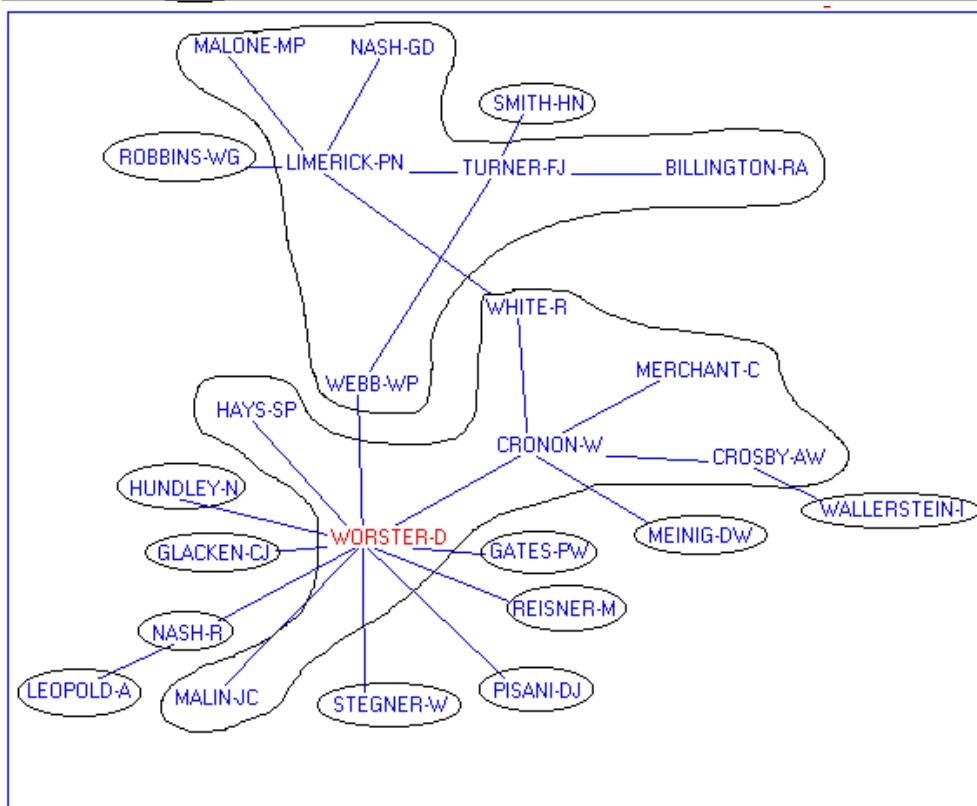 MALONE-MP NASH-GD
SMITH-HN
ROBBINS-WG LIMERICK-PN TURNER-FJ BILLINGTON-RA
WHITE-R
WEBB-WP MERCHANT-C
HAYS-SP
CRONON-W CROSBY-AW
HUNDLEY-N WALLERSTEIN-I
WORSTER-D MEINIG-DW
GLACKEN-CJ GATES-PW
REISNER-M
NASH-R
LEOPOLD-A MALIN-JC STEGNER-W PISANI-DJ